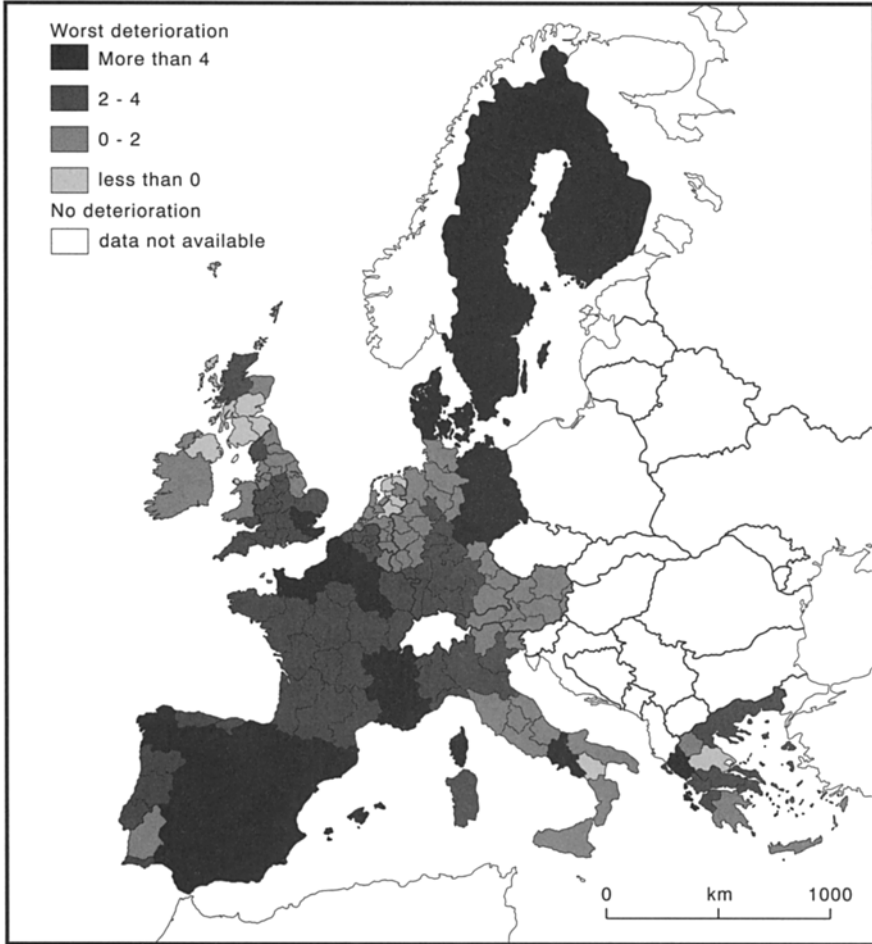 Worst deterioration
More than 4
2 - 4
0 - 2
less than 0
No deterioration
data not available
0 km 1000